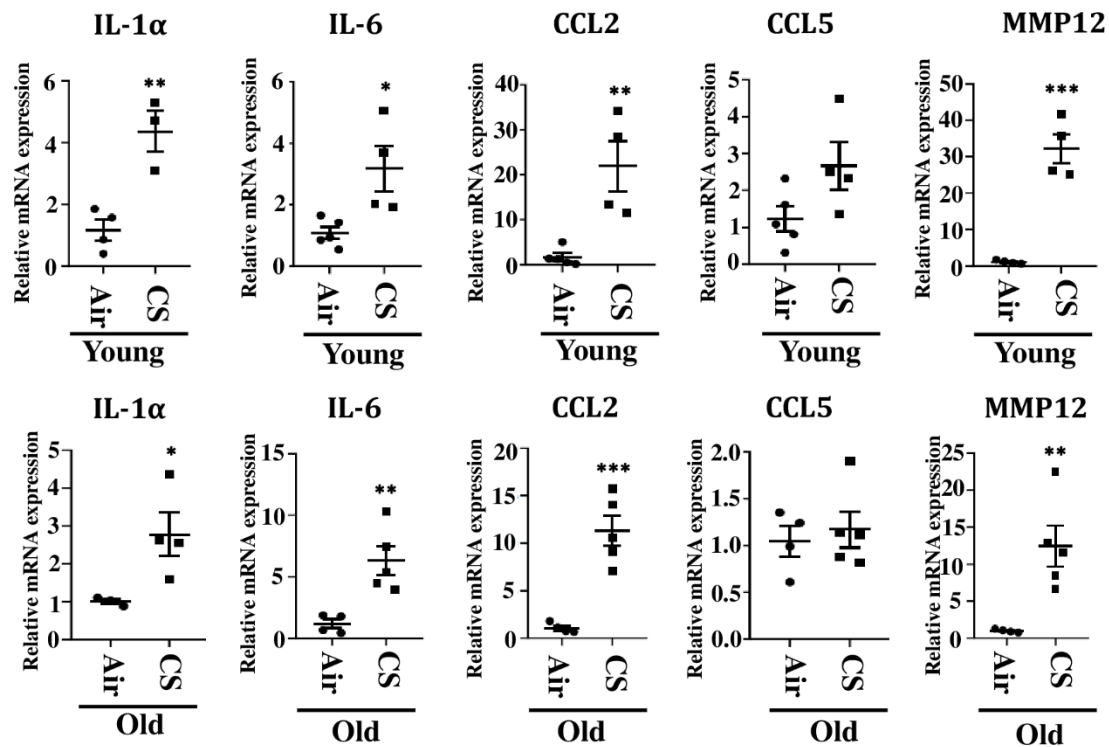 IL-1α IL-6 CCL2 CCL5 MMP12
Relative mRNA expression
6
4
2
0
**
Air
CS
Young
Relative mRNA expression
6
4
2
0
*
Air
CS
Young
Relative mRNA expression
40
30
20
10
0
**
Air
CS
Young
Relative mRNA expression
5
4
3
2
1
0
Air
CS
Young
Relative mRNA expression
50
40
30
20
10
0
***
Air
CS
Young
IL-1α IL-6 CCL2 CCL5 MMP12
Relative mRNA expression
5
4
3
2
1
0
*
Air
CS
Old
Relative mRNA expression
15
10
5
0
**
Air
CS
Old
Relative mRNA expression
20
15
10
5
0
***
Air
CS
Old
Relative mRNA expression
2.0
1.5
1.0
0.5
0.0
Air
CS
Old
Relative mRNA expression
25
20
15
10
5
0
**
Air
CS
Old